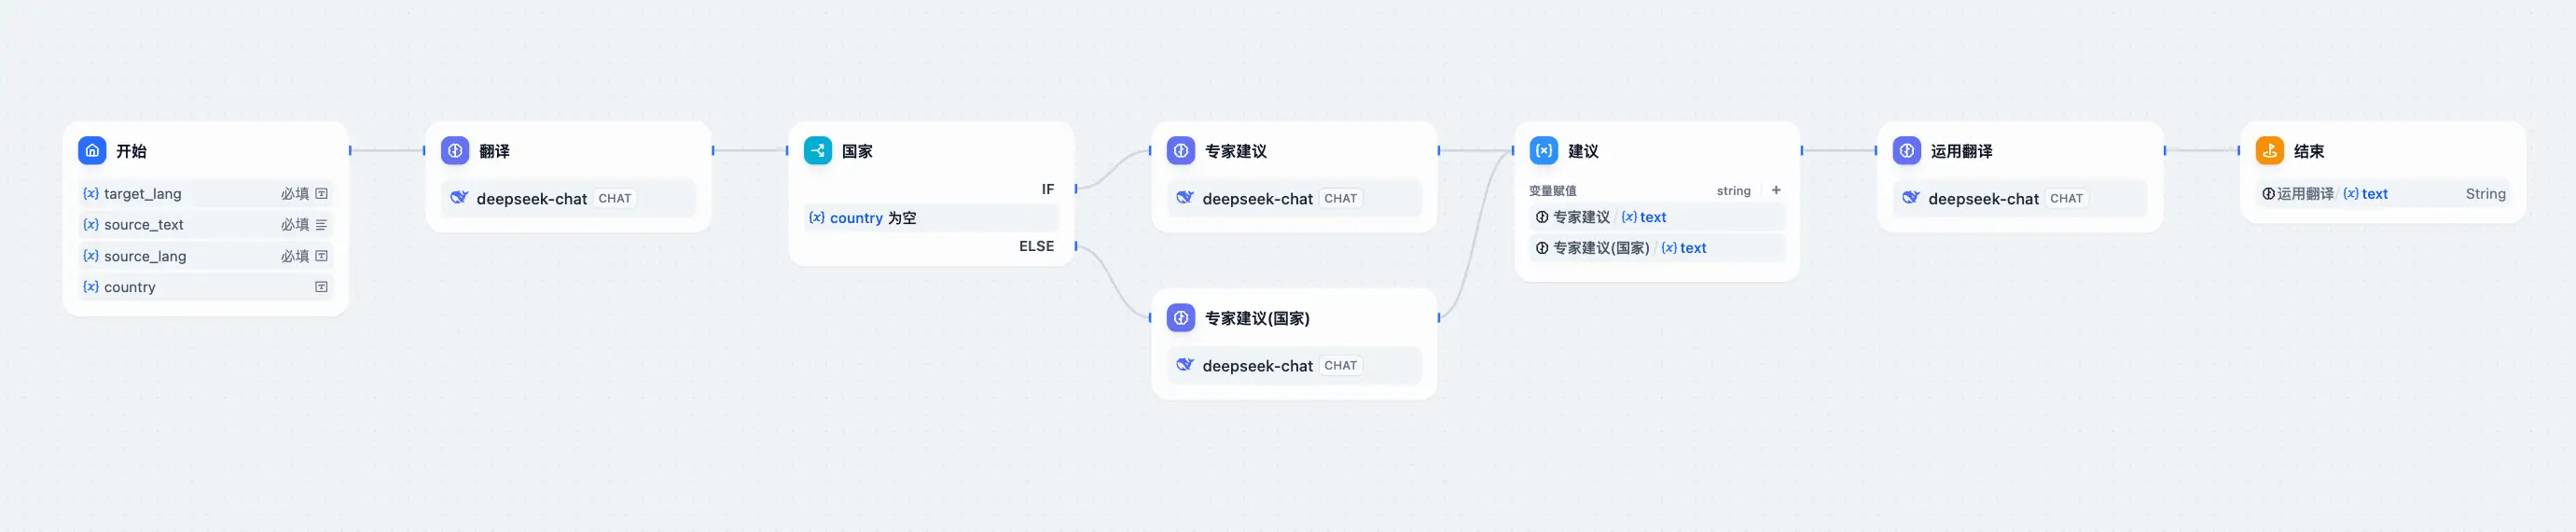 开始
{x} target_lang 必填
{x} source_text 必填
{x} source_lang 必填
{x} country
翻译
deepseek-chat CHAT
国家
IF
{x} country 为空
ELSE
专家建议
deepseek-chat CHAT
专家建议(国家)
deepseek-chat CHAT
建议
变量赋值 string +
专家建议 / {x} text
专家建议(国家) / {x} text
运用翻译
deepseek-chat CHAT
结束
运用翻译 / {x} text String